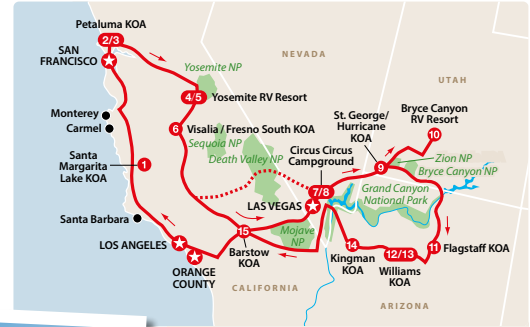 Petaluma KOA
2/3
SAN
FRANCISCO
NEVADA
UTAH
Yosemite NP
4/5
Yosemite RV Resort
Monterey
Carmel
6
Visalia/Fresno South KOA
Sequoia NP
Death Valley NP
St. George/
Hurricane
KOA
Bryce Canyon
RV Resort
10
Circus Circus
Campground
9
Zion NP
Bryce Canyon NP
Santa
Margarita
Lake KOA
1
7/8
LAS VEGAS
Grand Canyon
National Park
Santa Barbara
LOS ANGELES
ORANGE
COUNTY
15
Barstow
KOA
Mojave
NP
14
Kingman
KOA
12/13
Williams
KOA
11
Flagstaff KOA
CALIFORNIA
ARIZONA